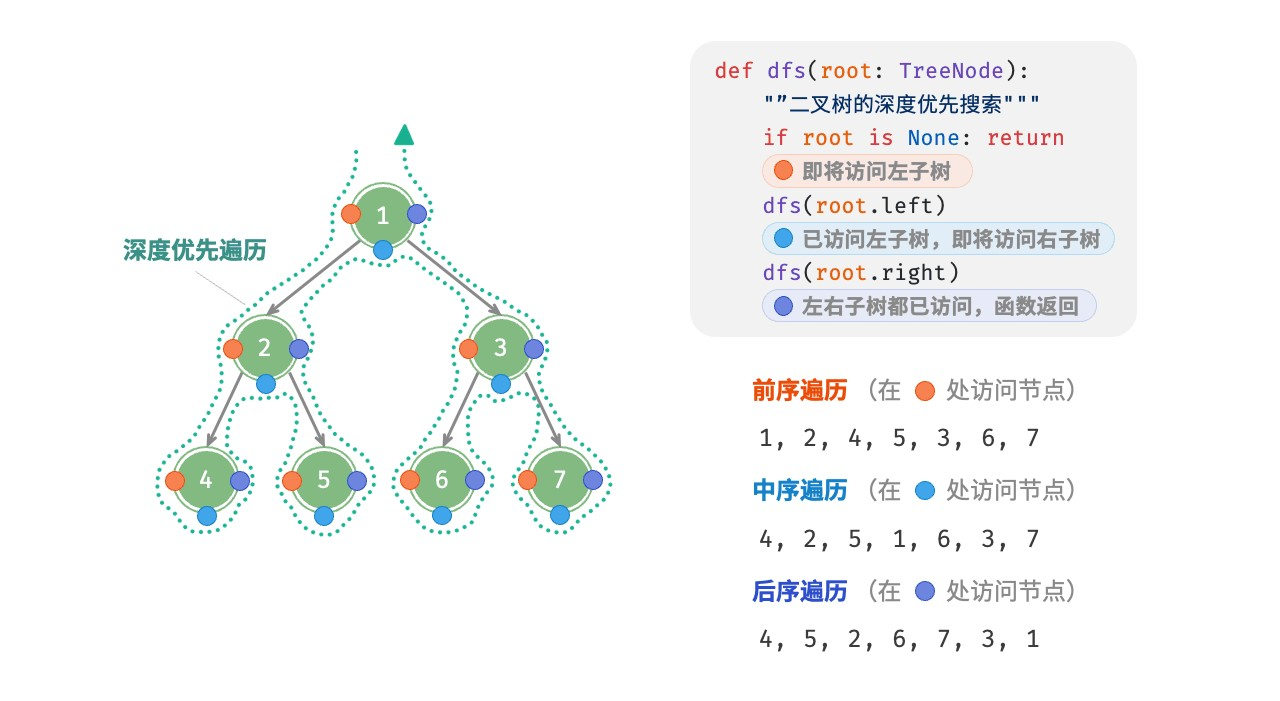 深度优先遍历
1
2
3
4
5
6
7
def dfs(root: TreeNode):
"”二叉树的深度优先搜索"""
if root is None: return
即将访问左子树
dfs(root.left)
已访问左子树，即将访问右子树
dfs(root.right)
左右子树都已访问，函数返回
前序遍历（在 处访问节点）
1, 2, 4, 5, 3, 6, 7
中序遍历（在 处访问节点）
4, 2, 5, 1, 6, 3, 7
后序遍历（在 处访问节点）
4, 5, 2, 6, 7, 3, 1